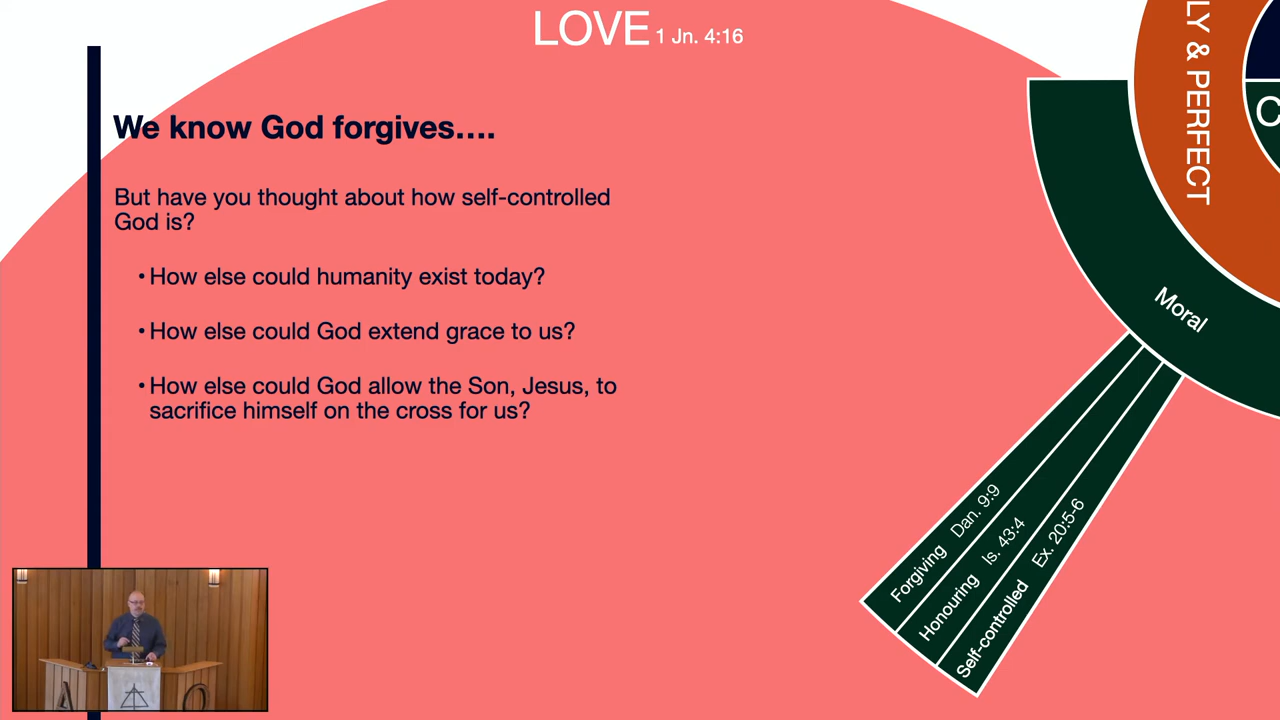 LOVE 1 Jn. 4:16
We know God forgives....
But have you thought about how self-controlled
God is?
• How else could humanity exist today?
• How else could God extend grace to us?
• How else could God allow the Son, Jesus, to
sacrifice himself on the cross for us?
LY & PERFECT
C
Moral
Forgiving Dan. 9:9
Honouring Is. 43:4
Self-controlled Ex. 20:5-6
A
O